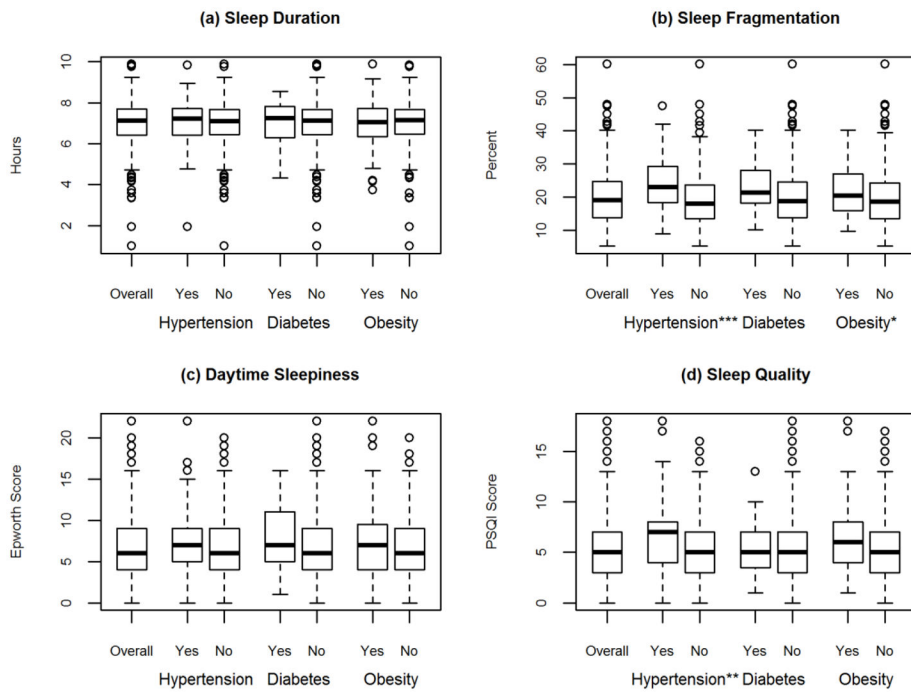 (a) Sleep Duration
Hours
10
8
6
4
2
Overall Yes No Yes No Yes No
Hypertension Diabetes Obesity
(b) Sleep Fragmentation
Percent
60
50
40
30
20
10
Overall Yes No Yes No Yes No
Hypertension*** Diabetes Obesity*
(c) Daytime Sleepiness
Epworth Score
20
15
10
5
0
Overall Yes No Yes No Yes No
Hypertension Diabetes Obesity
(d) Sleep Quality
PSQI Score
15
10
5
0
Overall Yes No Yes No Yes No
Hypertension** Diabetes Obesity